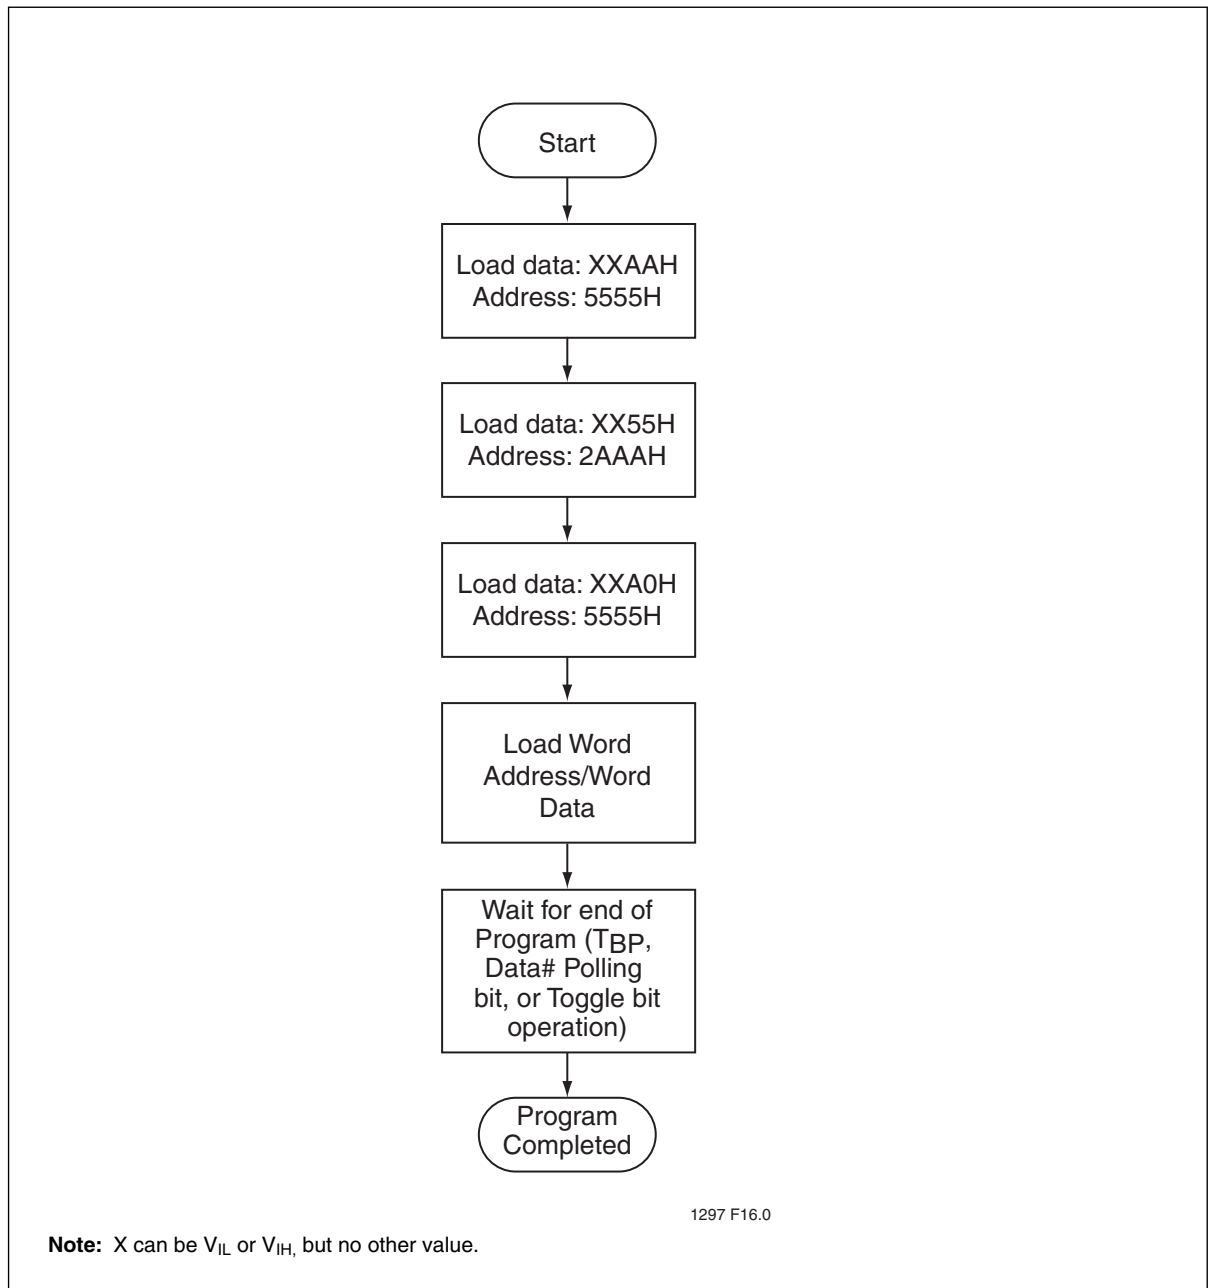 Start
Load data: XXAAH
Address: 5555H
Load data: XX55H
Address: 2AAAH
Load data: XXA0H
Address: 5555H
Load Word
Address/Word
Data
Wait for end of
Program (TBP,
Data# Polling
bit, or Toggle bit
operation)
Program
Completed
1297 F16.0
Note: X can be VIL or VIH, but no other value.